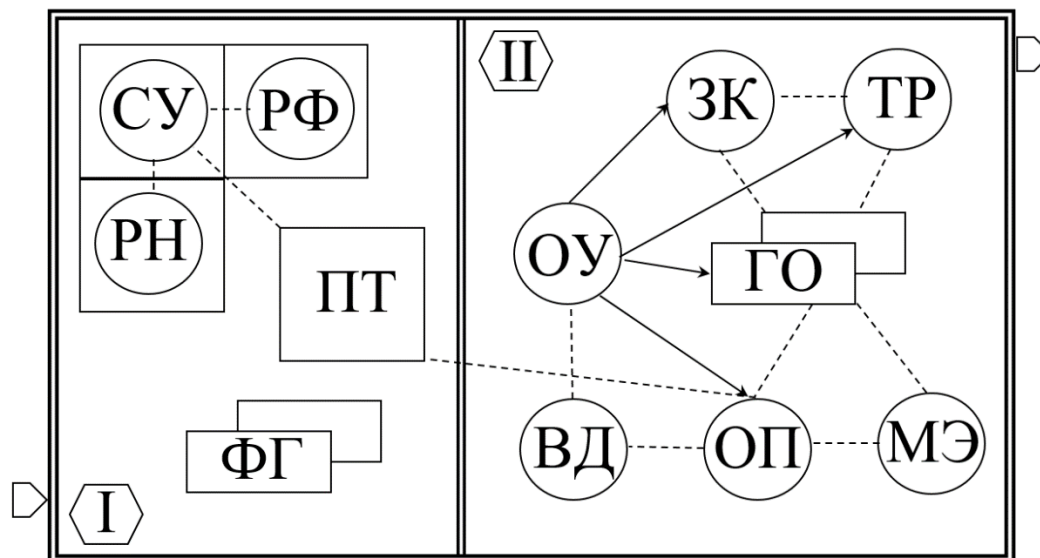 СУ
РФ
РН
ПТ
ФГ
I
II
ЗК
ТР
ОУ
ГО
ВД
ОП
МЭ